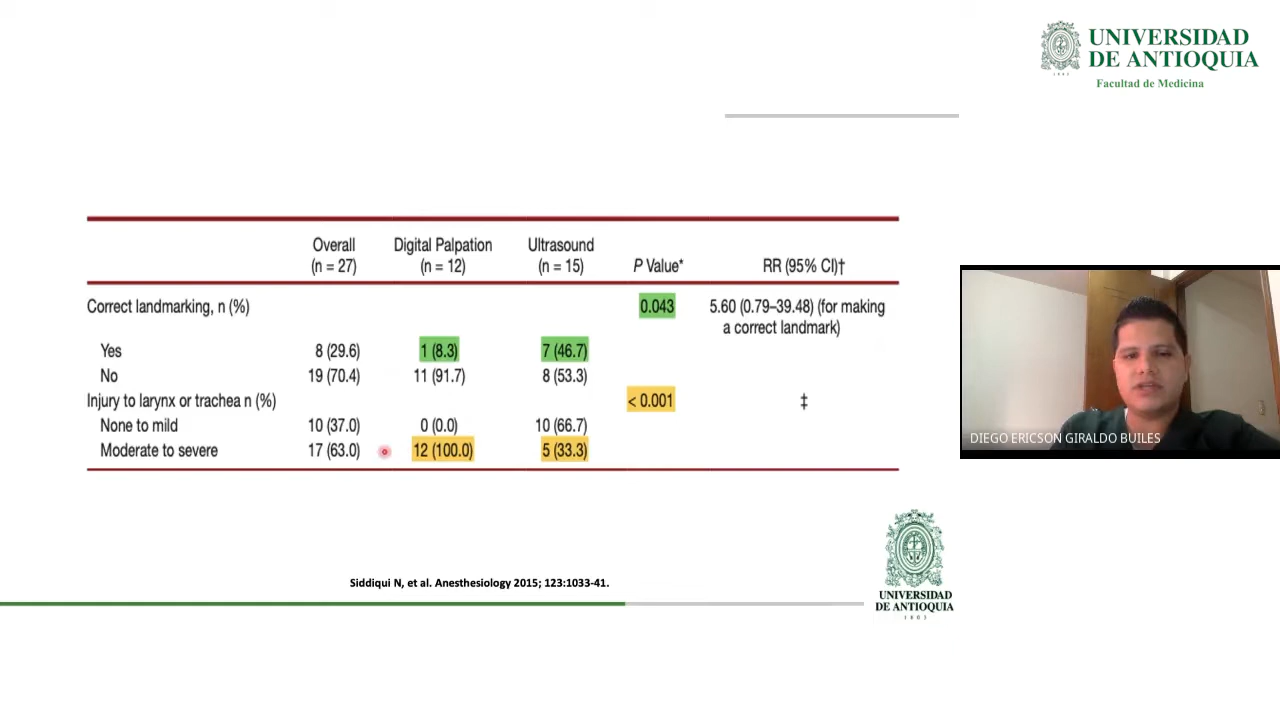 UNIVERSIDAD
DE ANTIOQUIA
1803
Facultad de Medicina
Overall Digital Palpation Ultrasound
(n = 27) (n = 12) (n = 15) P Value* RR (95% CI)†
Correct landmarking, n (%) 0.043 5.60 (0.79–39.48) (for making
a correct landmark)
Yes 8 (29.6) 1 (8.3) 7 (46.7)
No 19 (70.4) 11 (91.7) 8 (53.3)
Injury to larynx or trachea n (%) < 0.001 ‡
None to mild 10 (37.0) 0 (0.0) 10 (66.7)
Moderate to severe 17 (63.0) 12 (100.0) 5 (33.3)
DIEGO ERICSON GIRALDO BUILES
Siddiqui N, et al. Anesthesiology 2015; 123:1033-41.
UNIVERSIDAD
DE ANTIOQUIA
1803